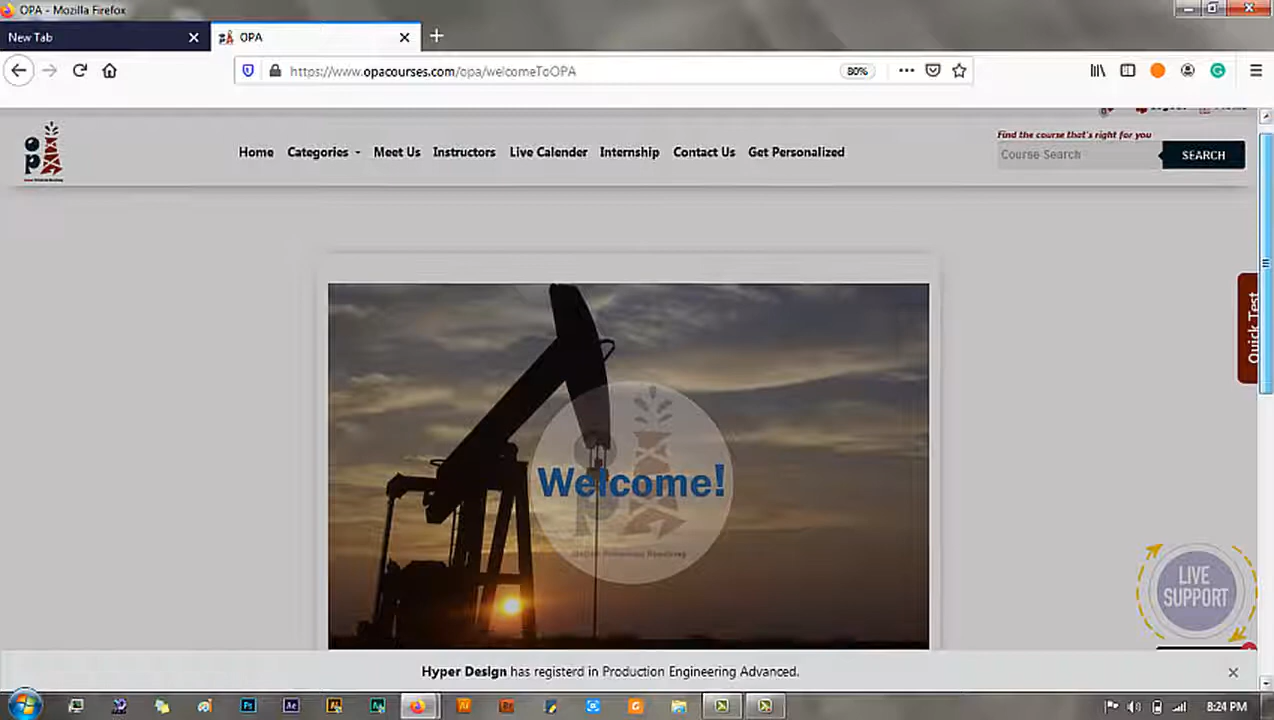 OPA - Mozilla Firefox
New Tab
OPA
https://www.opacourses.com/opa/welcomeToOPA
80%
Find the course that's right for you
Home Categories Meet Us Instructors Live Calender Internship Contact Us Get Personalized
Course Search
SEARCH
Quick Test
Welcome!
LIVE
SUPPORT
Hyper Design has registerd in Production Engineering Advanced.
8:24 PM